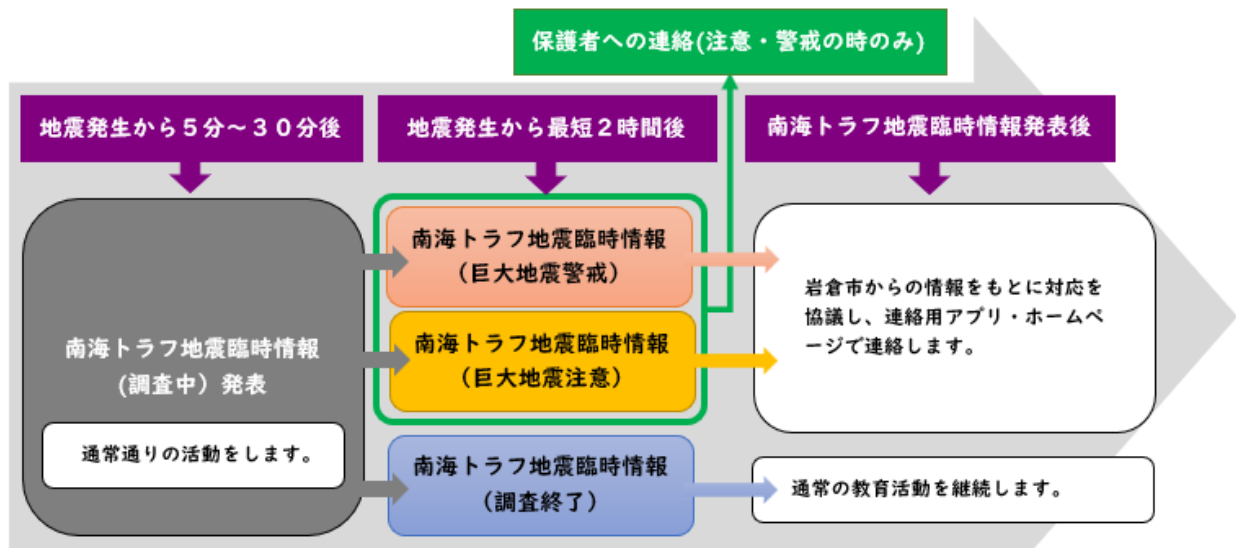 保護者への連絡(注意・警戒の時のみ)
地震発生から５分～３０分後
地震発生から最短２時間後
南海トラフ地震臨時情報発表後
南海トラフ地震臨時情報
(調査中）発表
通常通りの活動をします。
南海トラフ地震臨時情報
（巨大地震警戒）
南海トラフ地震臨時情報
（巨大地震注意）
南海トラフ地震臨時情報
（調査終了）
岩倉市からの情報をもとに対応を
協議し、連絡用アプリ・ホームペ
ージで連絡します。
通常の教育活動を継続します。